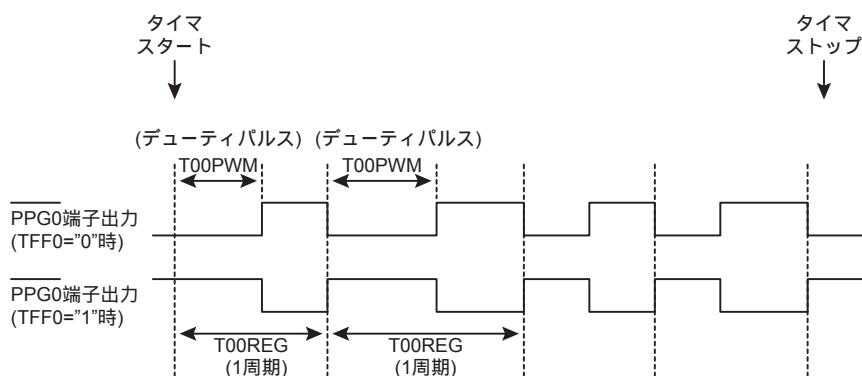 タイマ
スタート
タイマ
ストップ
(デューティパルス) (デューティパルス)
T00PWM T00PWM
PPG0端子出力
(TFF0="0"時)
PPG0端子出力
(TFF0="1"時)
T00REG
(1周期)
T00REG
(1周期)